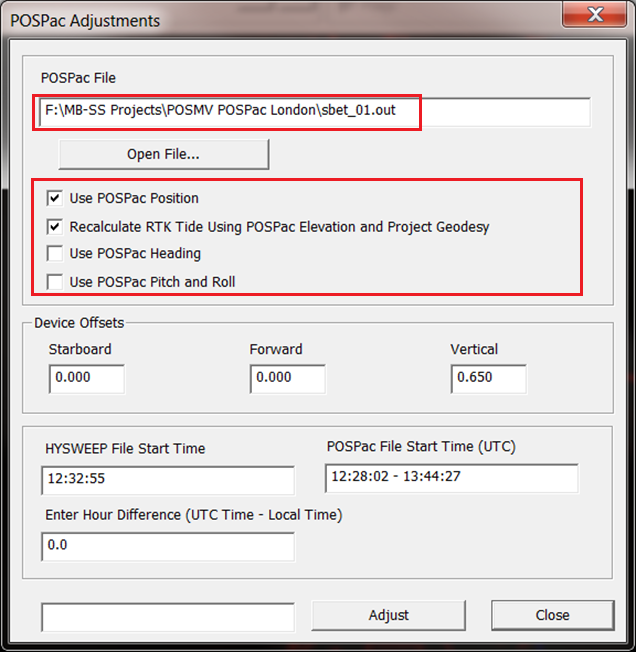 POSPac Adjustments
POSPac File
F:\MB-SS Projects\POSMV POSPac London\sbet_01.out
Open File...
Use POSPac Position
Recalculate RTK Tide Using POSPac Elevation and Project Geodesy
Use POSPac Heading
Use POSPac Pitch and Roll
Device Offsets
Starboard Forward Vertical
0.000 0.000 0.650
HYSWEEP File Start Time POSPac File Start Time (UTC)
12:32:55 12:28:02 - 13:44:27
Enter Hour Difference (UTC Time - Local Time)
0.0
Adjust Close